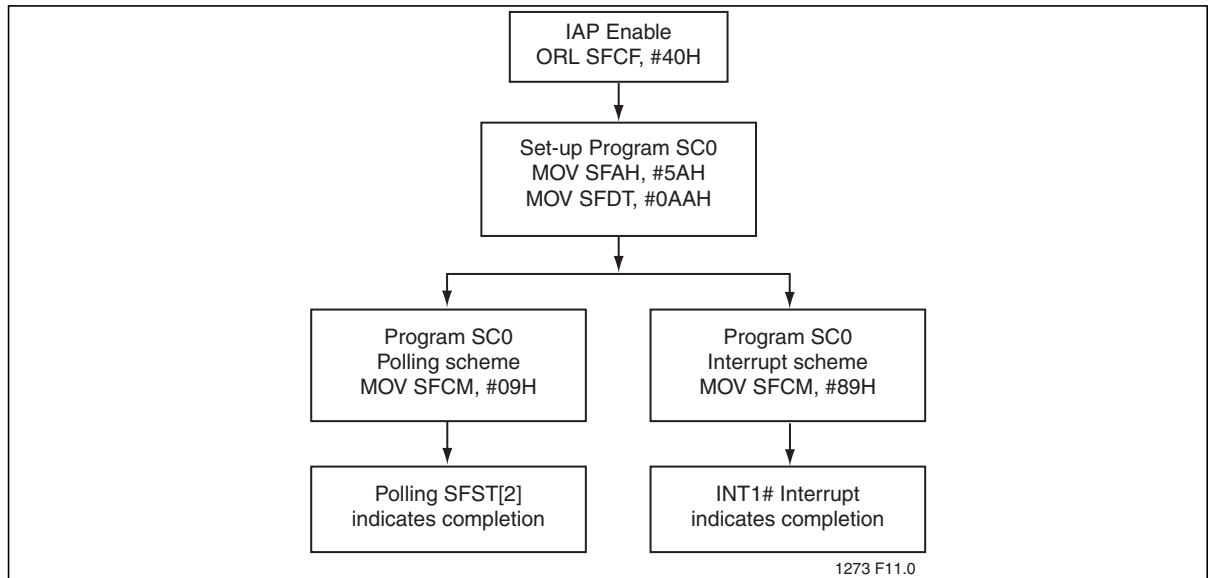 IAP Enable
ORL SFCF, #40H
Set-up Program SC0
MOV SFAH, #5AH
MOV SFDT, #0AAH
Program SC0
Polling scheme
MOV SFCM, #09H
Program SC0
Interrupt scheme
MOV SFCM, #89H
Polling SFST[2]
indicates completion
INT1# Interrupt
indicates completion
1273 F11.0